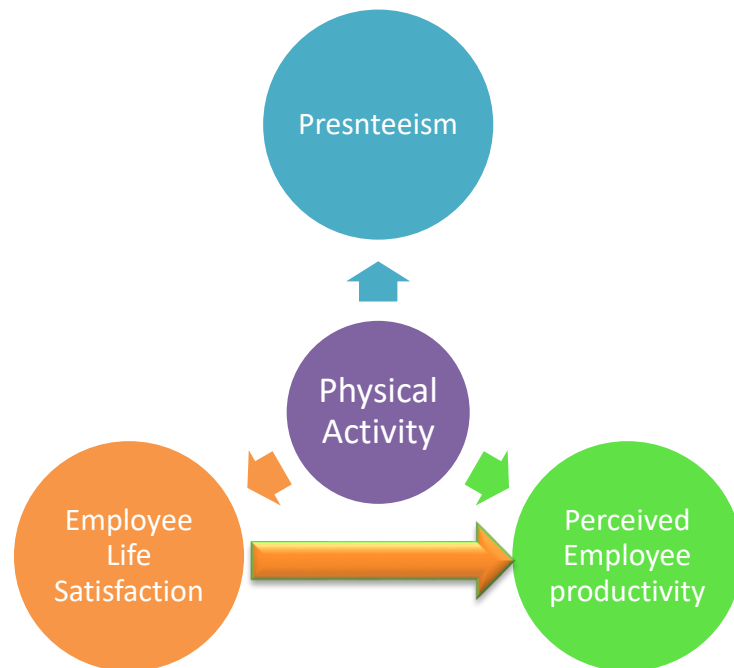 Presnteeism
Physical
Activity
Employee
Life
Satisfaction
Perceived
Employee
productivity